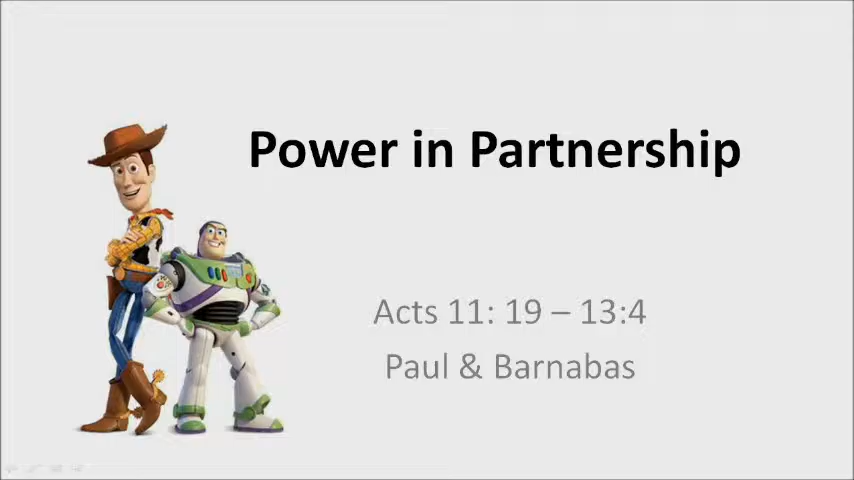 Power in Partnership
Acts 11: 19 – 13:4
Paul & Barnabas